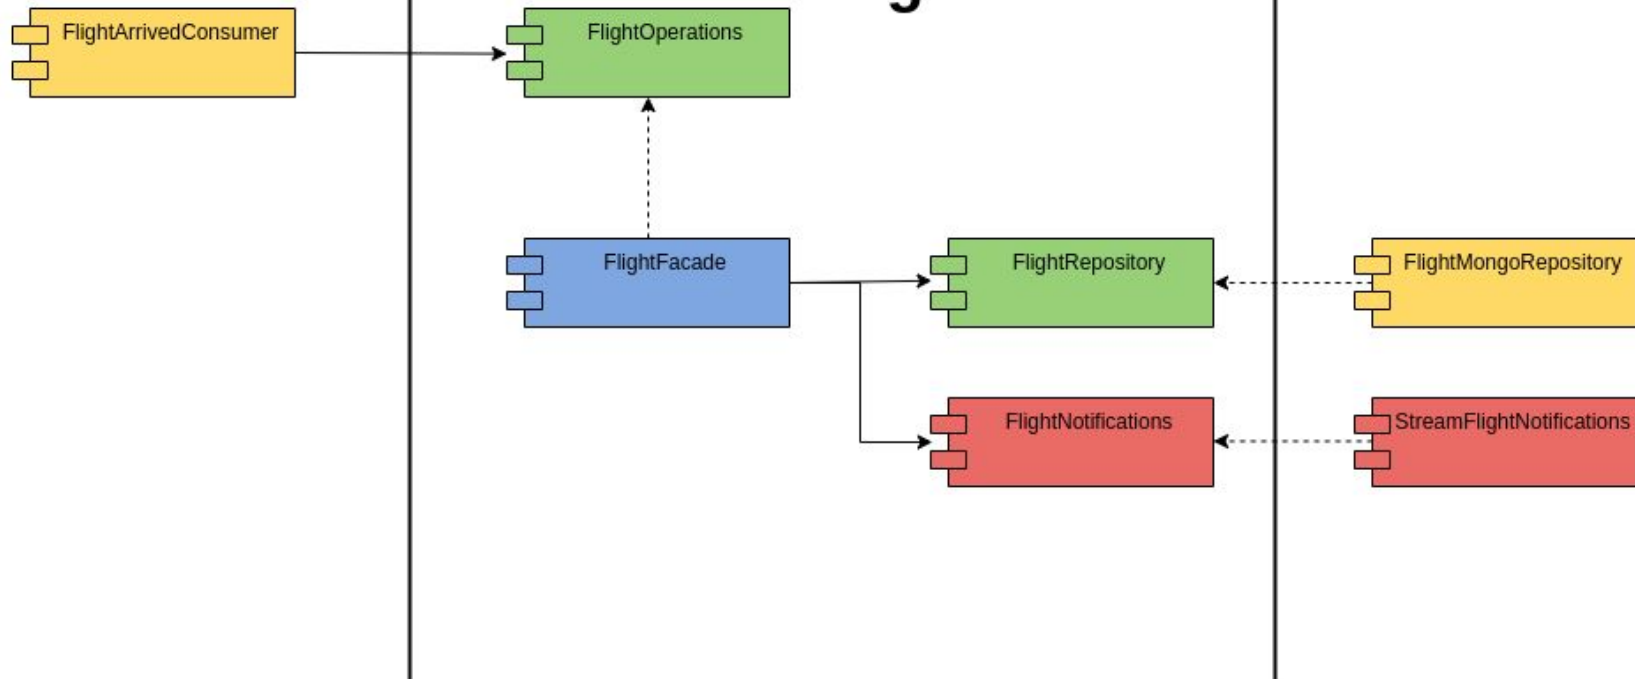 FlightArrivedConsumer
FlightOperations
FlightFacade
FlightRepository
FlightMongoRepository
FlightNotifications
StreamFlightNotifications